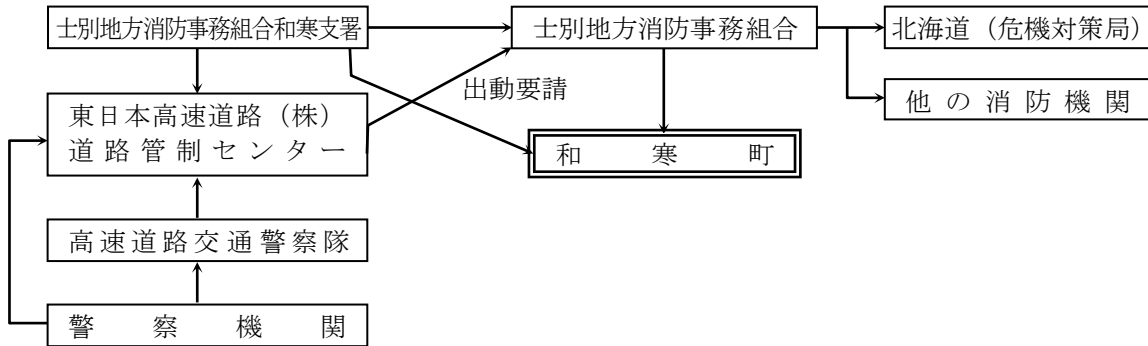 士別地方消防事務組合和寒支署
士別地方消防事務組合
北海道（危機対策局）
出動要請
他の消防機関
東日本高速道路（株）
道路管制センター
和寒町
高速道路交通警察隊
警察機関